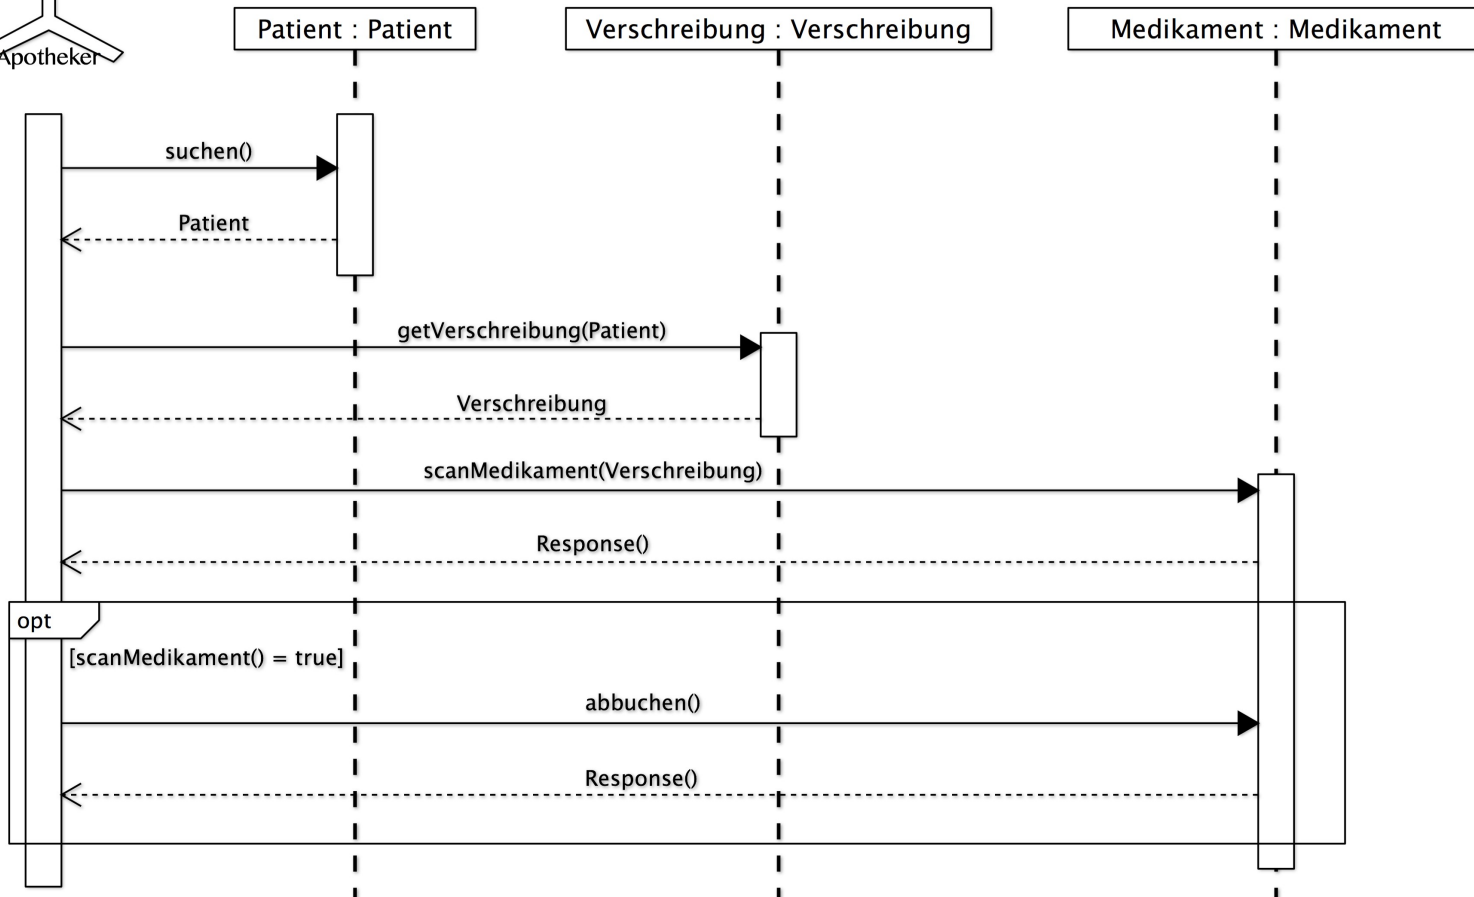 Apotheker
Patient : Patient
Verschreibung : Verschreibung
Medikament : Medikament
suchen()
Patient
getVerschreibung(Patient)
Verschreibung
scanMedikament(Verschreibung)
Response()
opt
[scanMedikament() = true]
abbuchen()
Response()